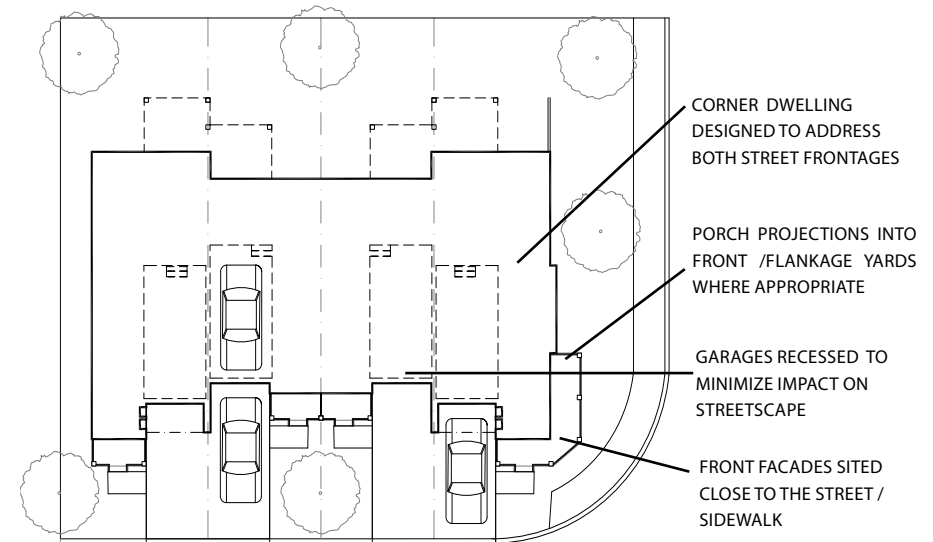 CORNER DWELLING
DESIGNED TO ADDRESS
BOTH STREET FRONTAGES
PORCH PROJECTIONS INTO
FRONT /FLANKAGE YARDS
WHERE APPROPRIATE
GARAGES RECESSED TO
MINIMIZE IMPACT ON
STREETSCAPE
FRONT FACADES SITED
CLOSE TO THE STREET /
SIDEWALK